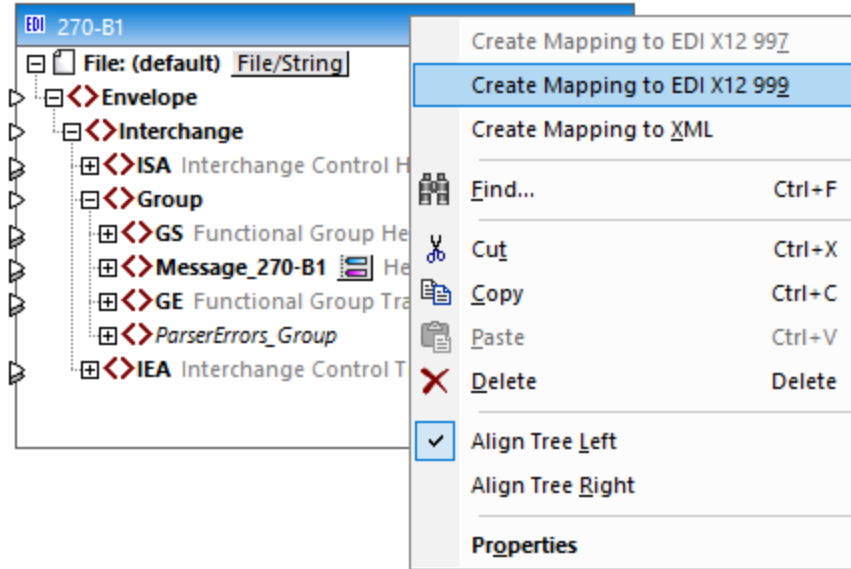 EDI 270-B1
File: (default) File/String
Envelope
Interchange
ISA Interchange Control H
Group
GS Functional Group He
Message_270-B1 He
GE Functional Group Tra
ParserErrors_Group
IEA Interchange Control T
Create Mapping to EDI X12 997
Create Mapping to EDI X12 999
Create Mapping to XML
Find... Ctrl+F
Cut Ctrl+X
Copy Ctrl+C
Paste Ctrl+V
Delete Delete
Align Tree Left
Align Tree Right
Properties